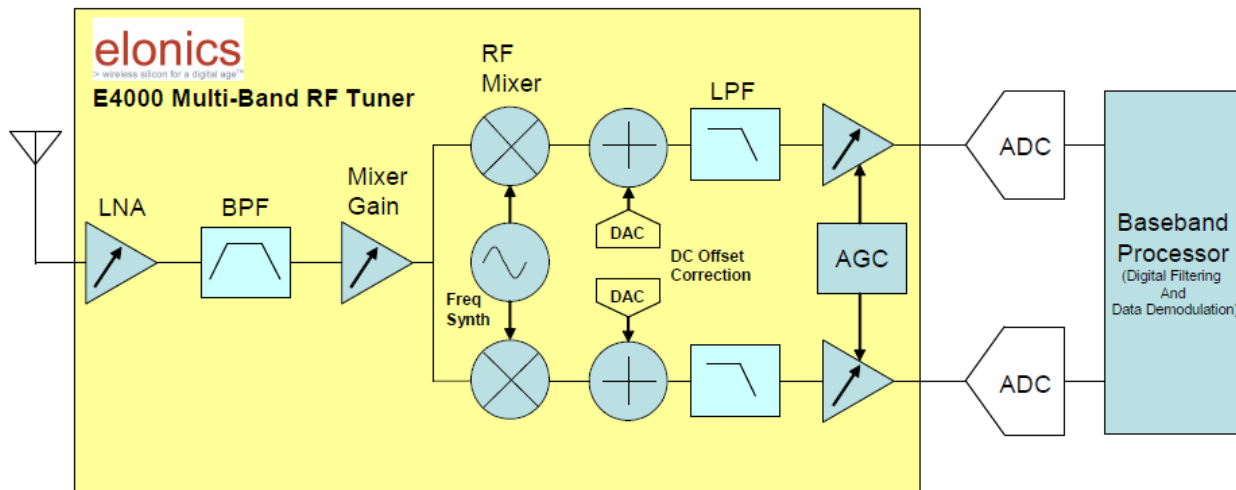 elonics
> wireless silicon for a digital age™
E4000 Multi-Band RF Tuner
RF
Mixer
LPF
LNA
BPF
Mixer
Gain
Freq
Synth
DAC
DAC
DC Offset
Correction
AGC
ADC
ADC
Baseband
Processor
(Digital Filtering
And
Data Demodulation)